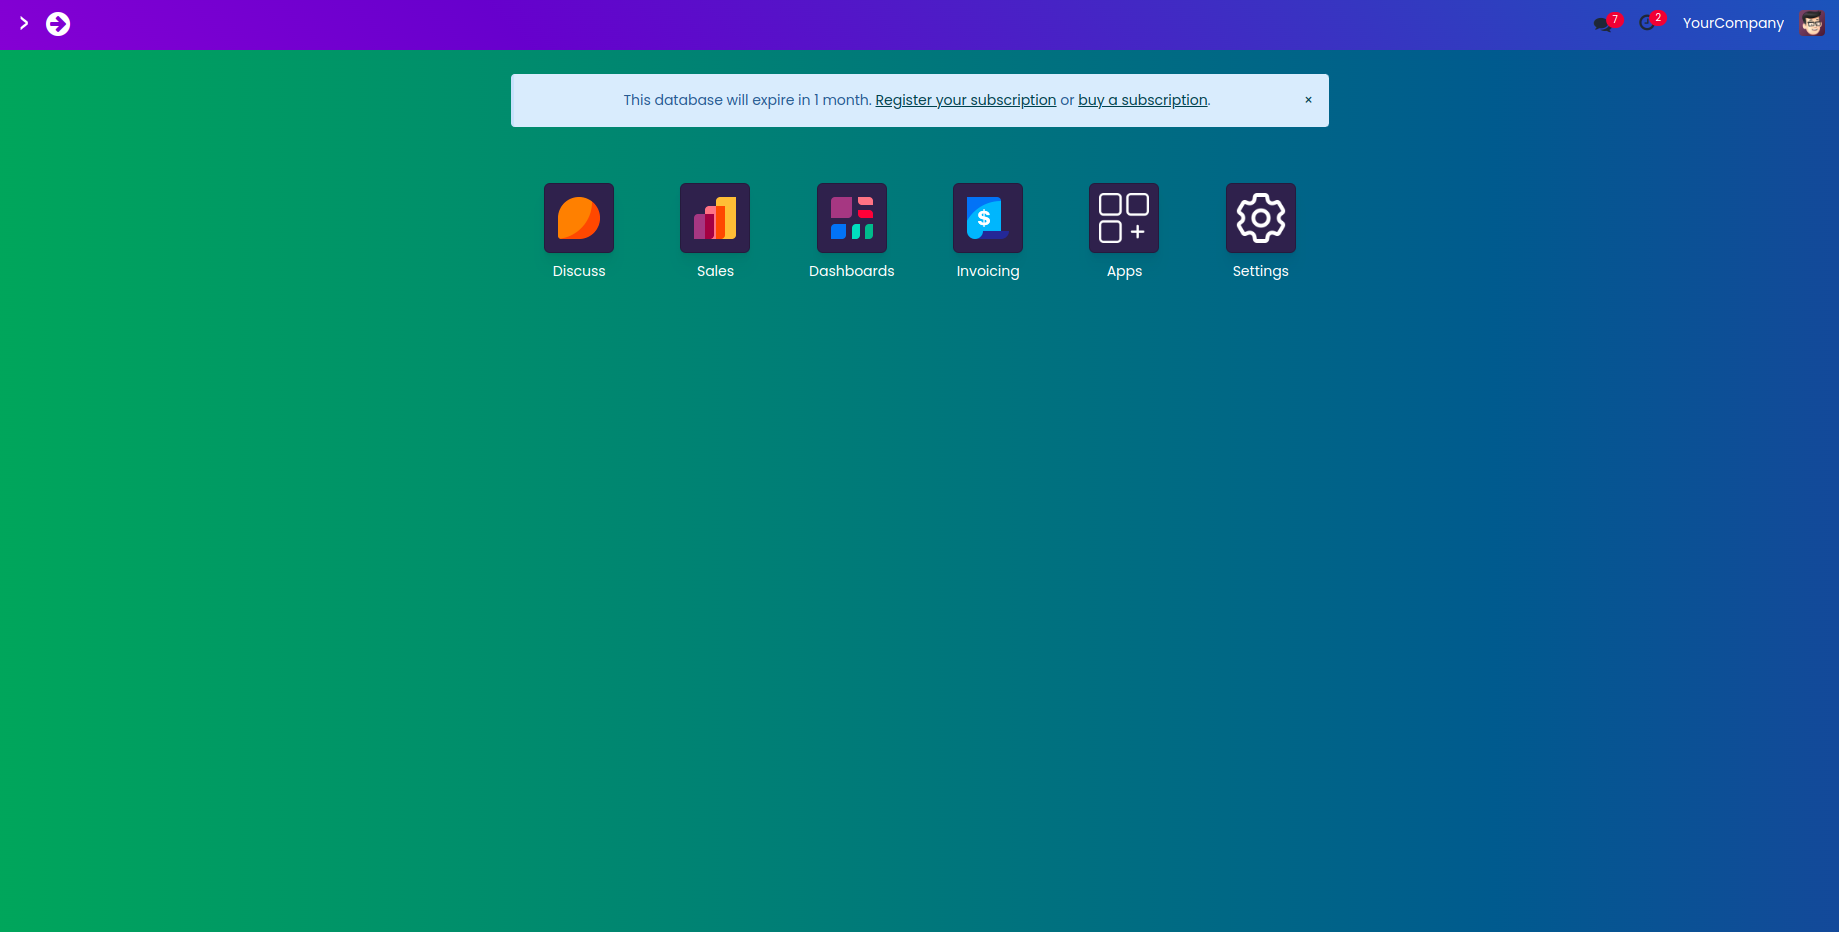 7
2
YourCompany
This database will expire in 1 month. Register your subscription or buy a subscription.
×
$
Discuss
Sales
Dashboards
Invoicing
Apps
Settings